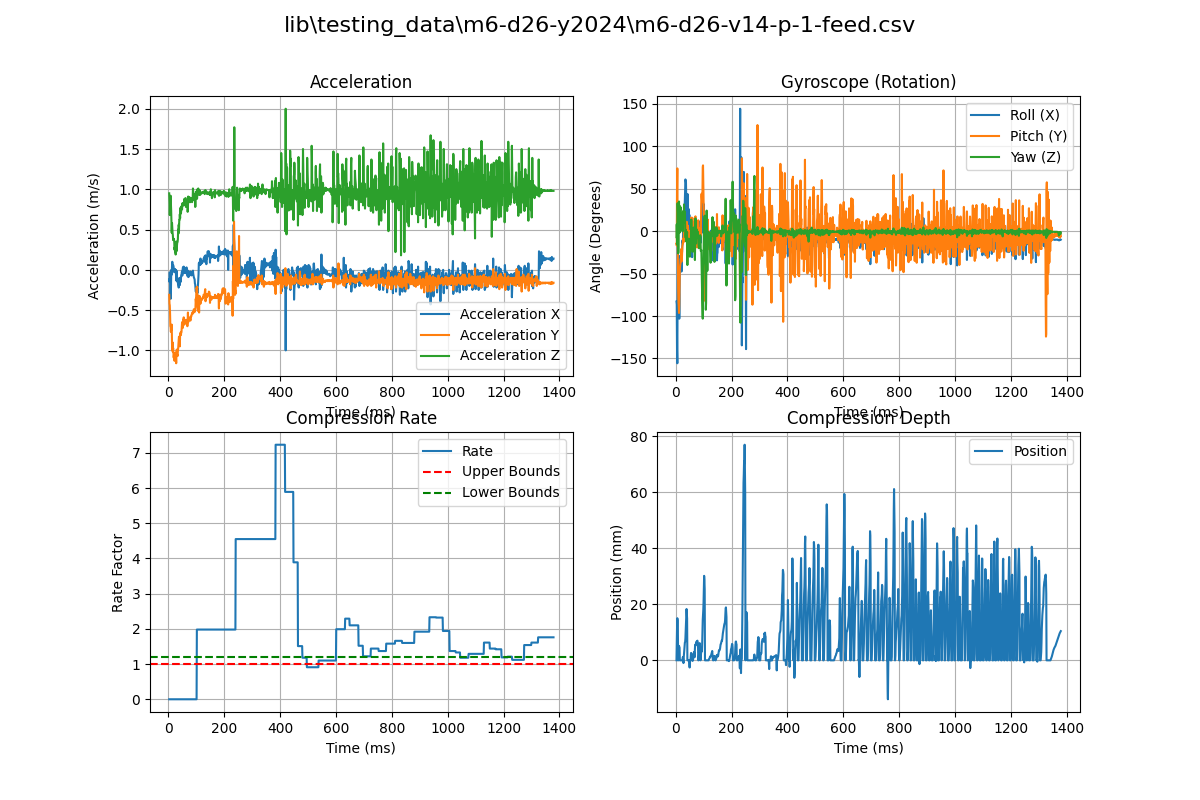 lib\testing_data\m6-d26-y2024\m6-d26-v14-p-1-feed.csv
Acceleration
Acceleration (m/s)
2.0
1.5
1.0
0.5
0.0
−0.5
−1.0
Acceleration X
Acceleration Y
Acceleration Z
0 200 400 600 800 1000 1200 1400
Time (ms)
Gyroscope (Rotation)
Angle (Degrees)
150
100
50
0
−50
−100
−150
Roll (X)
Pitch (Y)
Yaw (Z)
0 200 400 600 800 1000 1200 1400
Time (ms)
Compression Rate
Rate Factor
7
6
5
4
3
2
1
0
Rate
Upper Bounds
Lower Bounds
0 200 400 600 800 1000 1200 1400
Time (ms)
Compression Depth
Position (mm)
80
60
40
20
0
Position
0 200 400 600 800 1000 1200 1400
Time (ms)